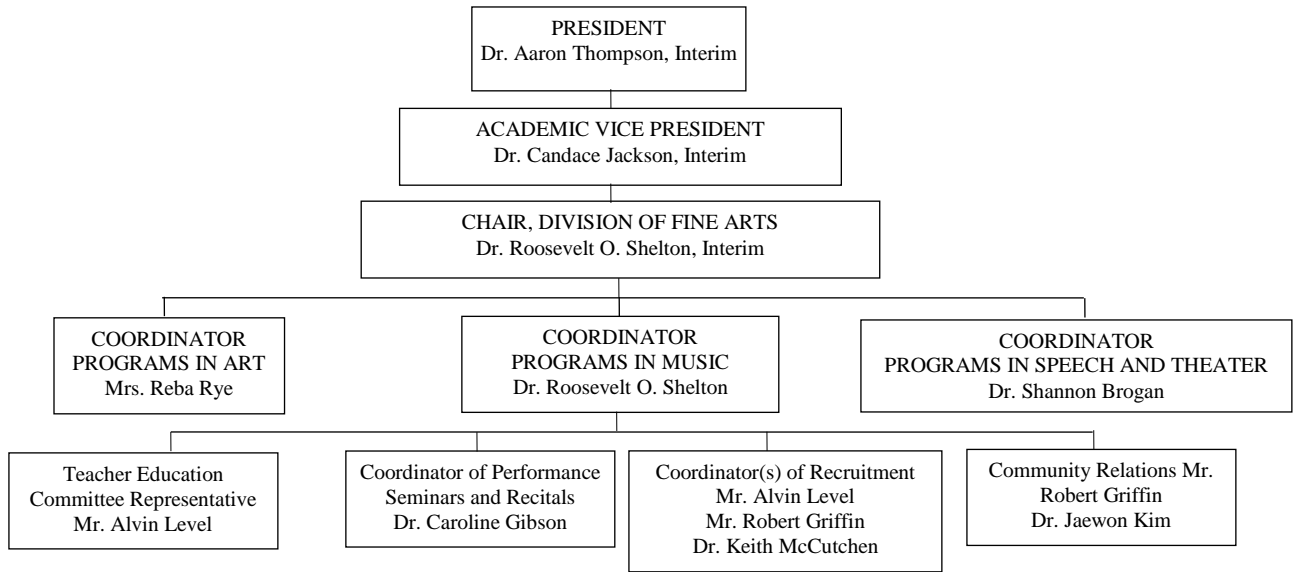 PRESIDENT
Dr. Aaron Thompson, Interim
ACADEMIC VICE PRESIDENT
Dr. Candace Jackson, Interim
CHAIR, DIVISION OF FINE ARTS
Dr. Roosevelt O. Shelton, Interim
COORDINATOR
PROGRAMS IN ART
Mrs. Reba Rye
COORDINATOR
PROGRAMS IN MUSIC
Dr. Roosevelt O. Shelton
COORDINATOR
PROGRAMS IN SPEECH AND THEATER
Dr. Shannon Brogan
Teacher Education
Committee Representative
Mr. Alvin Level
Coordinator of Performance
Seminars and Recitals
Dr. Caroline Gibson
Coordinator(s) of Recruitment
Mr. Alvin Level
Mr. Robert Griffin
Dr. Keith McCutchen
Community Relations Mr.
Robert Griffin
Dr. Jaewon Kim